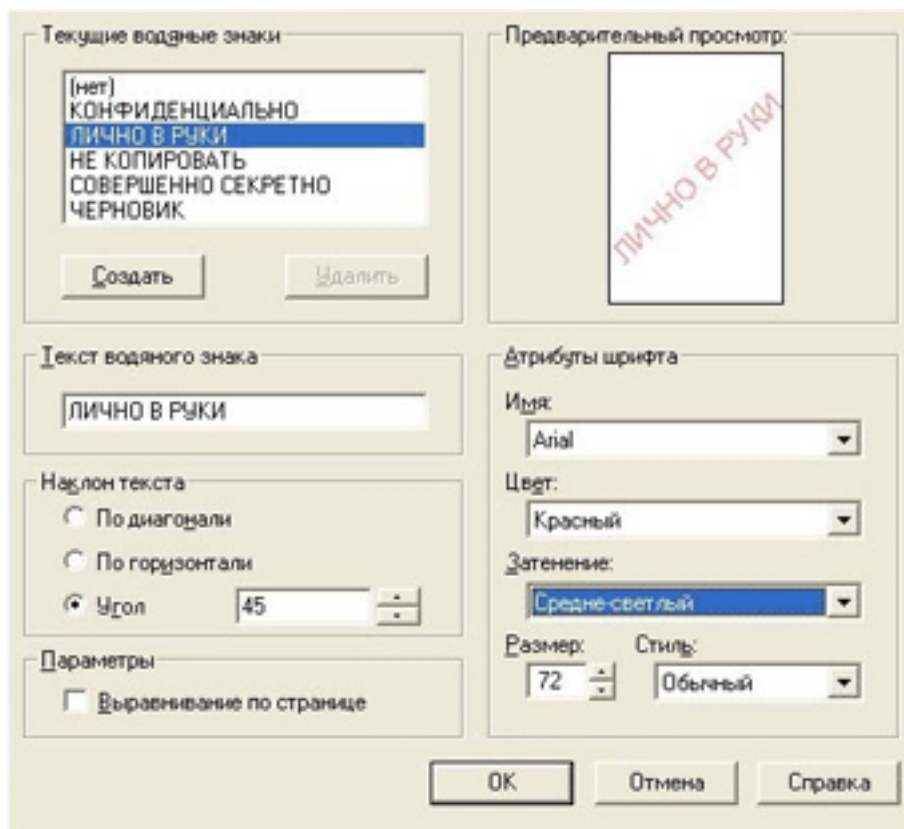 Текущие водяные знаки
(нет)
КОНФИДЕНЦИАЛЬНО
ЛИЧНО В РУКИ
НЕ КОПИРОВАТЬ
СОВЕРШЕННО СЕКРЕТНО
ЧЕРНОВИК
Создать Удалить
Предварительный просмотр:
ЛИЧНО В РУКИ
Текст водяного знака
ЛИЧНО В РУКИ
Наклон текста
По диагонали
По горизонтали
Угол 45
Параметры
Выравнивание по странице
Атрибуты шрифта
Имя:
Arial
Цвет:
Красный
Затенение:
Средне-светлый
Размер: Стиль:
72 Обычный
OK Отмена Справка